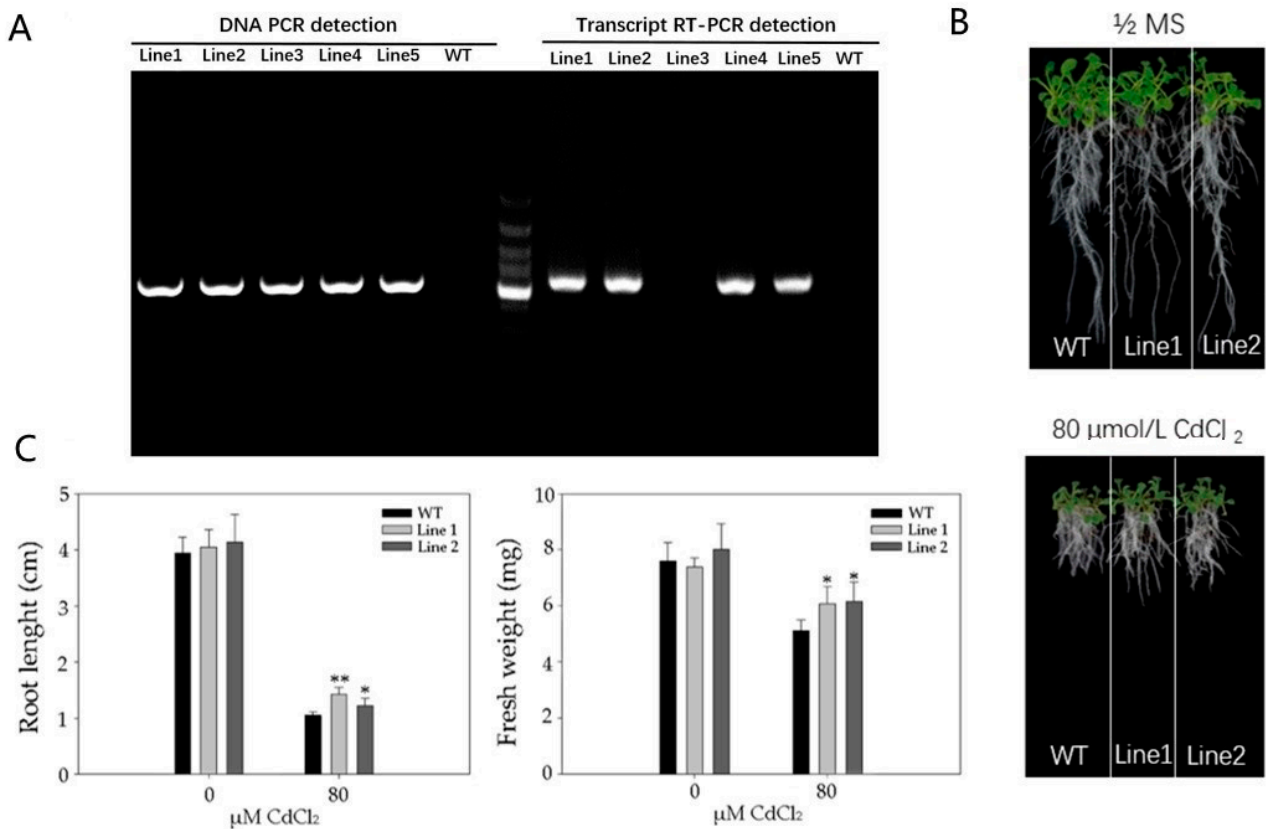 A
DNA PCR detection
Line1 Line2 Line3 Line4 Line5 WT
Transcript RT-PCR detection
Line1 Line2 Line3 Line4 Line5 WT
B
½ MS
WT Line1 Line2
80 μmol/L CdCl 2
WT Line1 Line2
C
Root lenght (cm)
5
4
3
2
1
0
WT
Line 1
Line 2
** *
0 80
μM CdCl₂
Fresh weight (mg)
10
8
6
4
2
0
WT
Line 1
Line 2
* *
0 80
μM CdCl₂